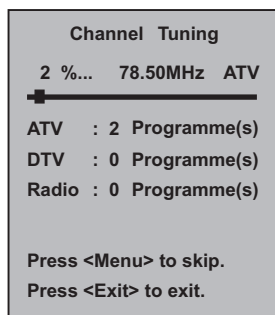 Channel Tuning
2 %... 78.50MHz ATV
ATV : 2 Programme(s)
DTV : 0 Programme(s)
Radio : 0 Programme(s)
Press <Menu> to skip.
Press <Exit> to exit.